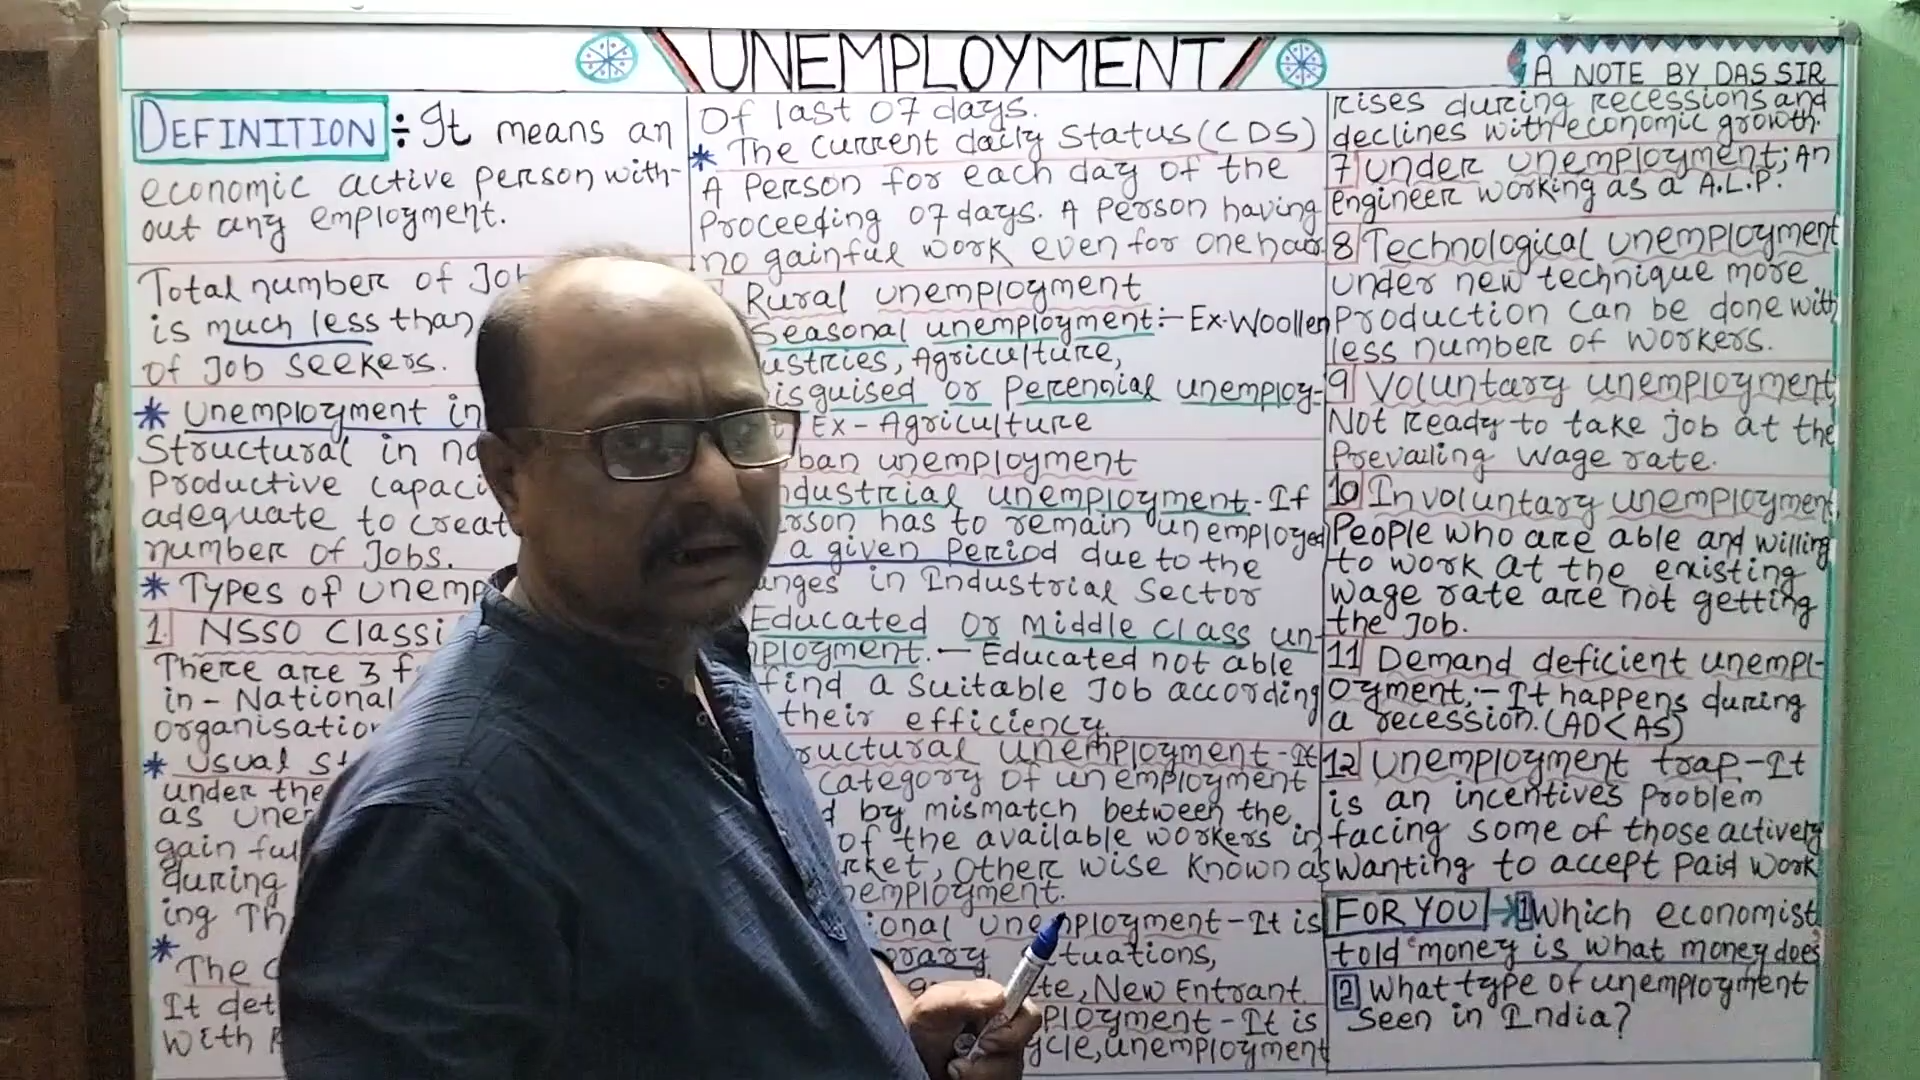 UNEMPLOYMENT
A NOTE BY DAS SIR
DEFINITION ÷ It means an
economic active person with-
out any employment.
Total number of Job
is much less than
of Job seekers.
* Unemployment in
Structural in na
Productive capaci
adequate to creat
number of Jobs.
* Types of unemp
1. NSSO Classi
There are 3 f
in - National
organisation
* Usual St
under the
as uner
gain ful
during
ing Th
*
The C
It det
with
Of last 07 days.
* The current daily Status (CDS)
A Person for each day of the
Proceeding 07 days. A Person having
no gainful work even for one hour
Rural unemployment
Seasonal unemployment :- Ex-Woollen
ustries, Agriculture,
isguised or Perennial unemploy-
t Ex - Agriculture
ban unemployment
ndustrial unemployment - If
rson has to remain unemployed
a given Period due to the
anges in Industrial Sector
Educated or middle class un-
mployment. - Educated not able
find a Suitable Job according
their efficiency.
ructural unemployment - It
category of unemployment
d by mismatch between the
of the available workers in
rket, Other wise Known as
nemployment.
ional unemployment - It is
orary tuations,
te, New Entrant
ployment - It is
ycle, unemployment
rises during recessions and
declines with economic growth.
7 under unemployment; An
engineer working as a A.L.P.
8 Technological unemployment
under new technique more
Production can be done with
less number of workers.
9 Voluntary unemployment
Not ready to take job at the
Prevailing wage rate.
10 Involuntary unemployment
People who are able and willing
to work at the existing
wage rate are not getting
the Job.
11 Demand deficient unempl-
oyment :- It happens during
a recession. (AD < AS)
12 Unemployment trap - It
is an incentives Problem
facing some of those actively
wanting to accept paid work
FOR YOU → 1 Which economist
told "money is what money does
2 What type of unemployment
Seen in India?